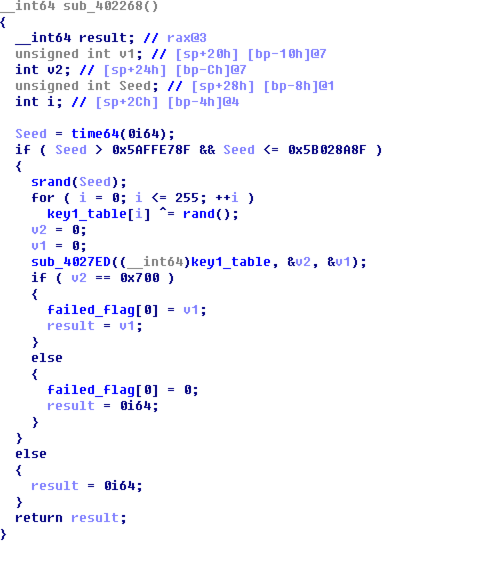 __int64 sub_402268()
{
  __int64 result; // rax@3
  unsigned int v1; // [sp+20h] [bp-10h]@7
  int v2; // [sp+24h] [bp-Ch]@7
  unsigned int Seed; // [sp+28h] [bp-8h]@1
  int i; // [sp+2Ch] [bp-4h]@4

  Seed = time64(0i64);
  if ( Seed > 0x5AFFE78F && Seed <= 0x5B028A8F )
  {
    srand(Seed);
    for ( i = 0; i <= 255; ++i )
      key1_table[i] ^= rand();
    v2 = 0;
    v1 = 0;
    sub_4027ED((__int64)key1_table, &v2, &v1);
    if ( v2 == 0x700 )
    {
      failed_flag[0] = v1;
      result = v1;
    }
    else
    {
      failed_flag[0] = 0;
      result = 0i64;
    }
  }
  else
  {
    result = 0i64;
  }
  return result;
}